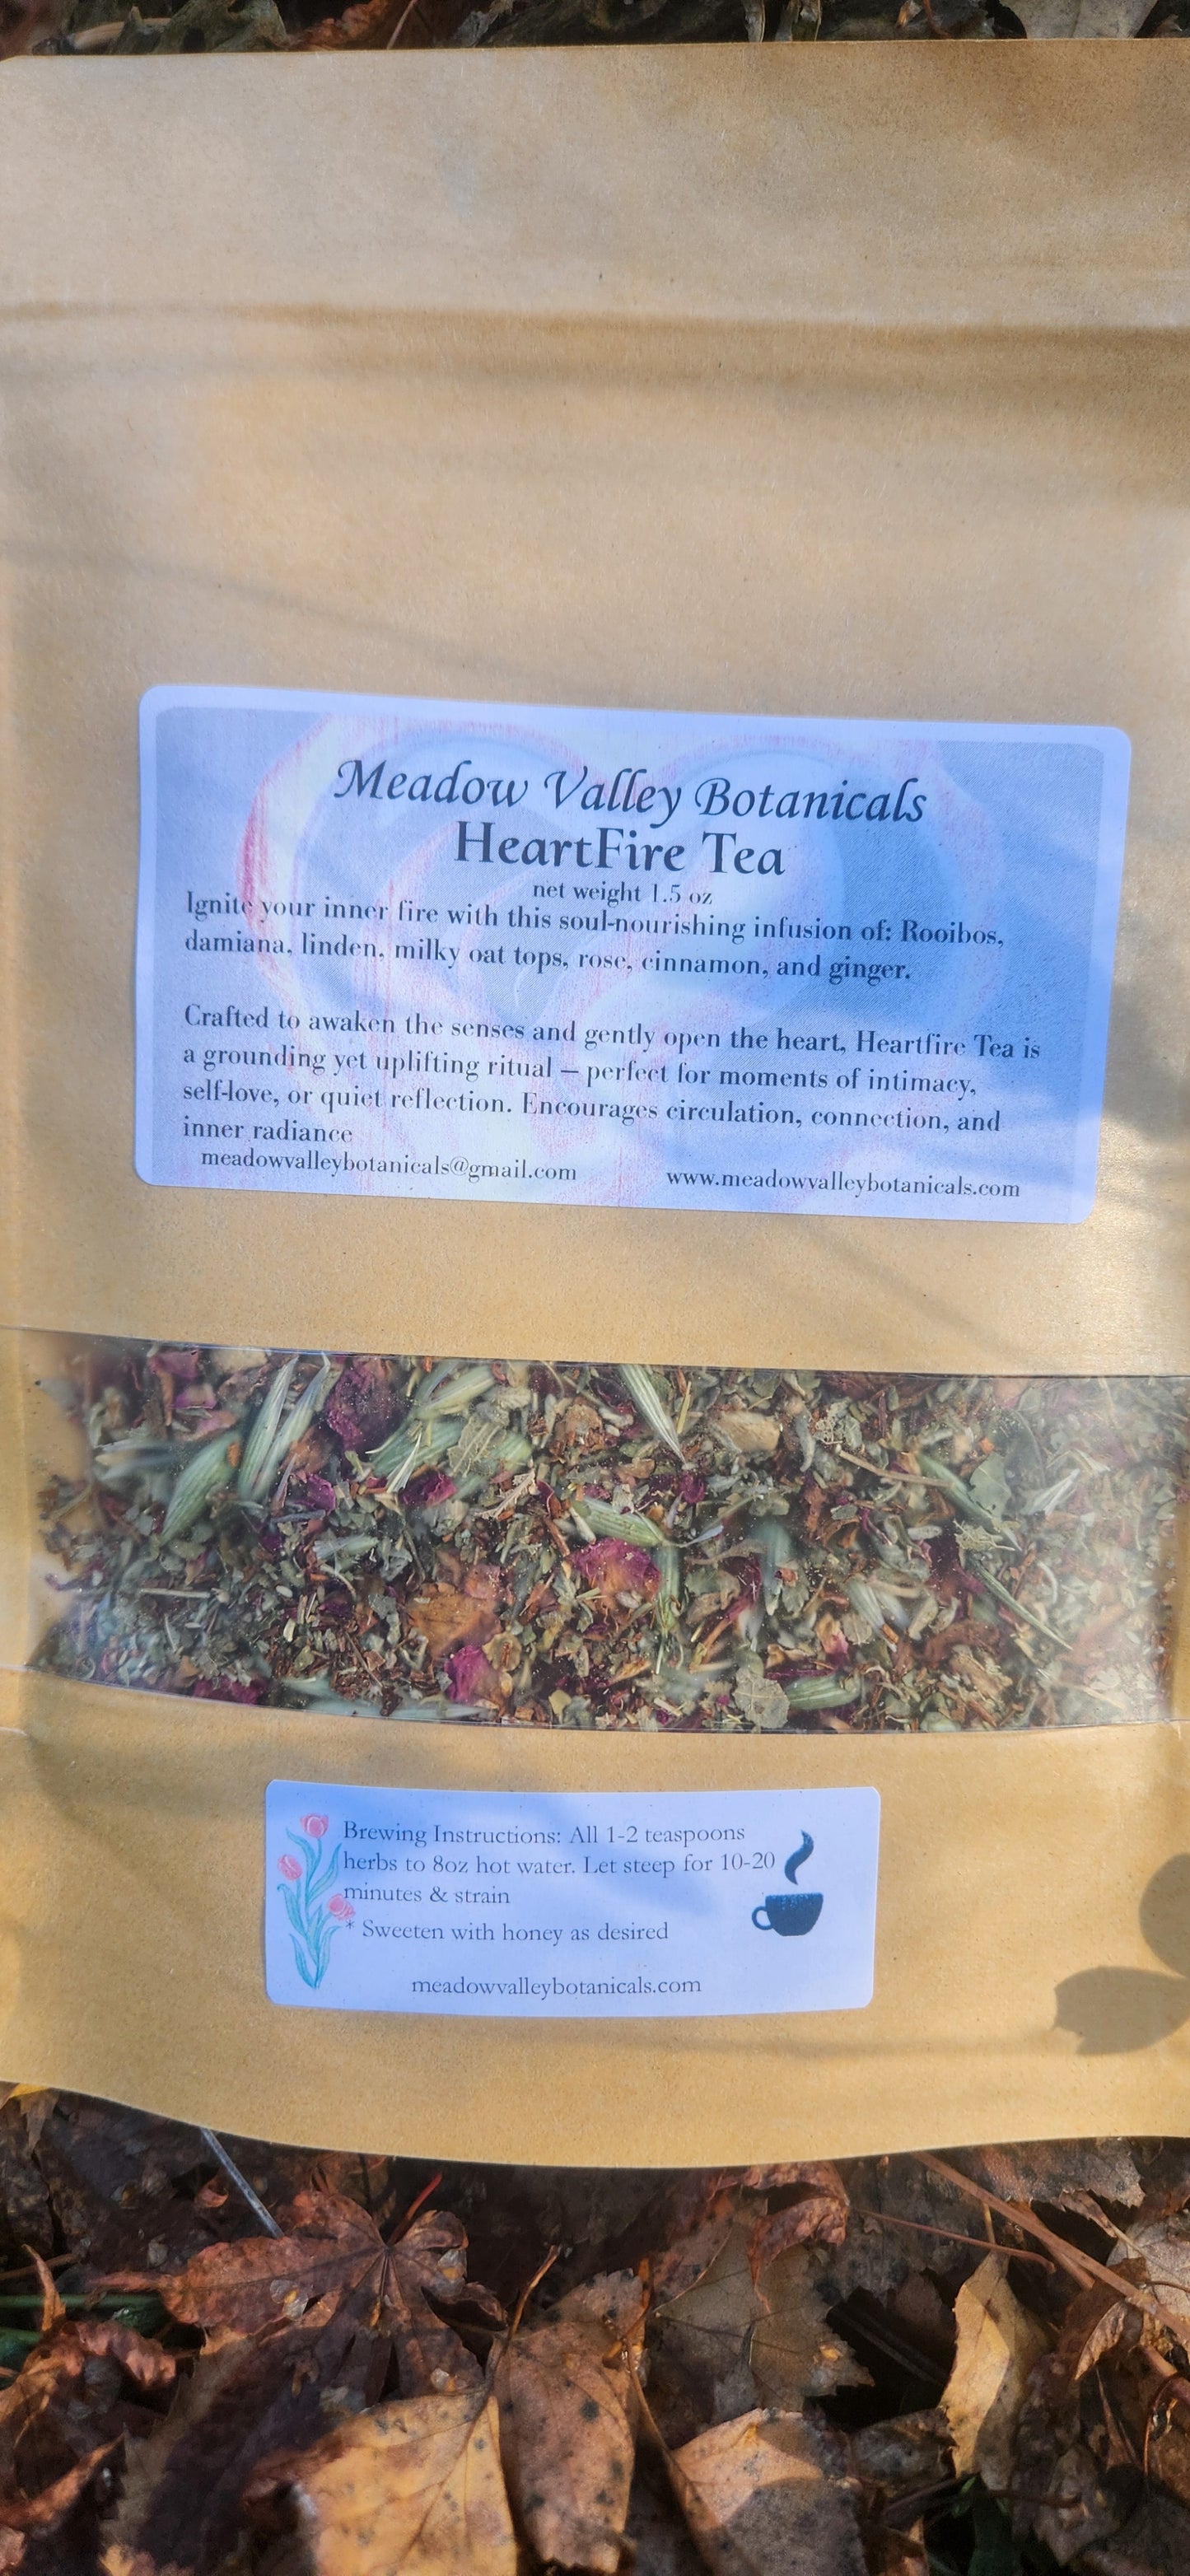 Meadow Valley Botanicals
HeartFire Tea
net weight 1.5 oz
Ignite your inner fire with this soul-nourishing infusion of: Rooibos,
damiana, linden, milky oat tops, rose, cinnamon, and ginger.
Crafted to awaken the senses and gently open the heart, Heartfire Tea is
a grounding yet uplifting ritual – perfect for moments of intimacy,
self-love, or quiet reflection. Encourages circulation, connection, and
inner radiance
meadowvalleybotanicals@gmail.com www.meadowvalleybotanicals.com
Brewing Instructions: All 1-2 teaspoons
herbs to 8oz hot water. Let steep for 10-20
minutes & strain
* Sweeten with honey as desired
meadowvalleybotanicals.com